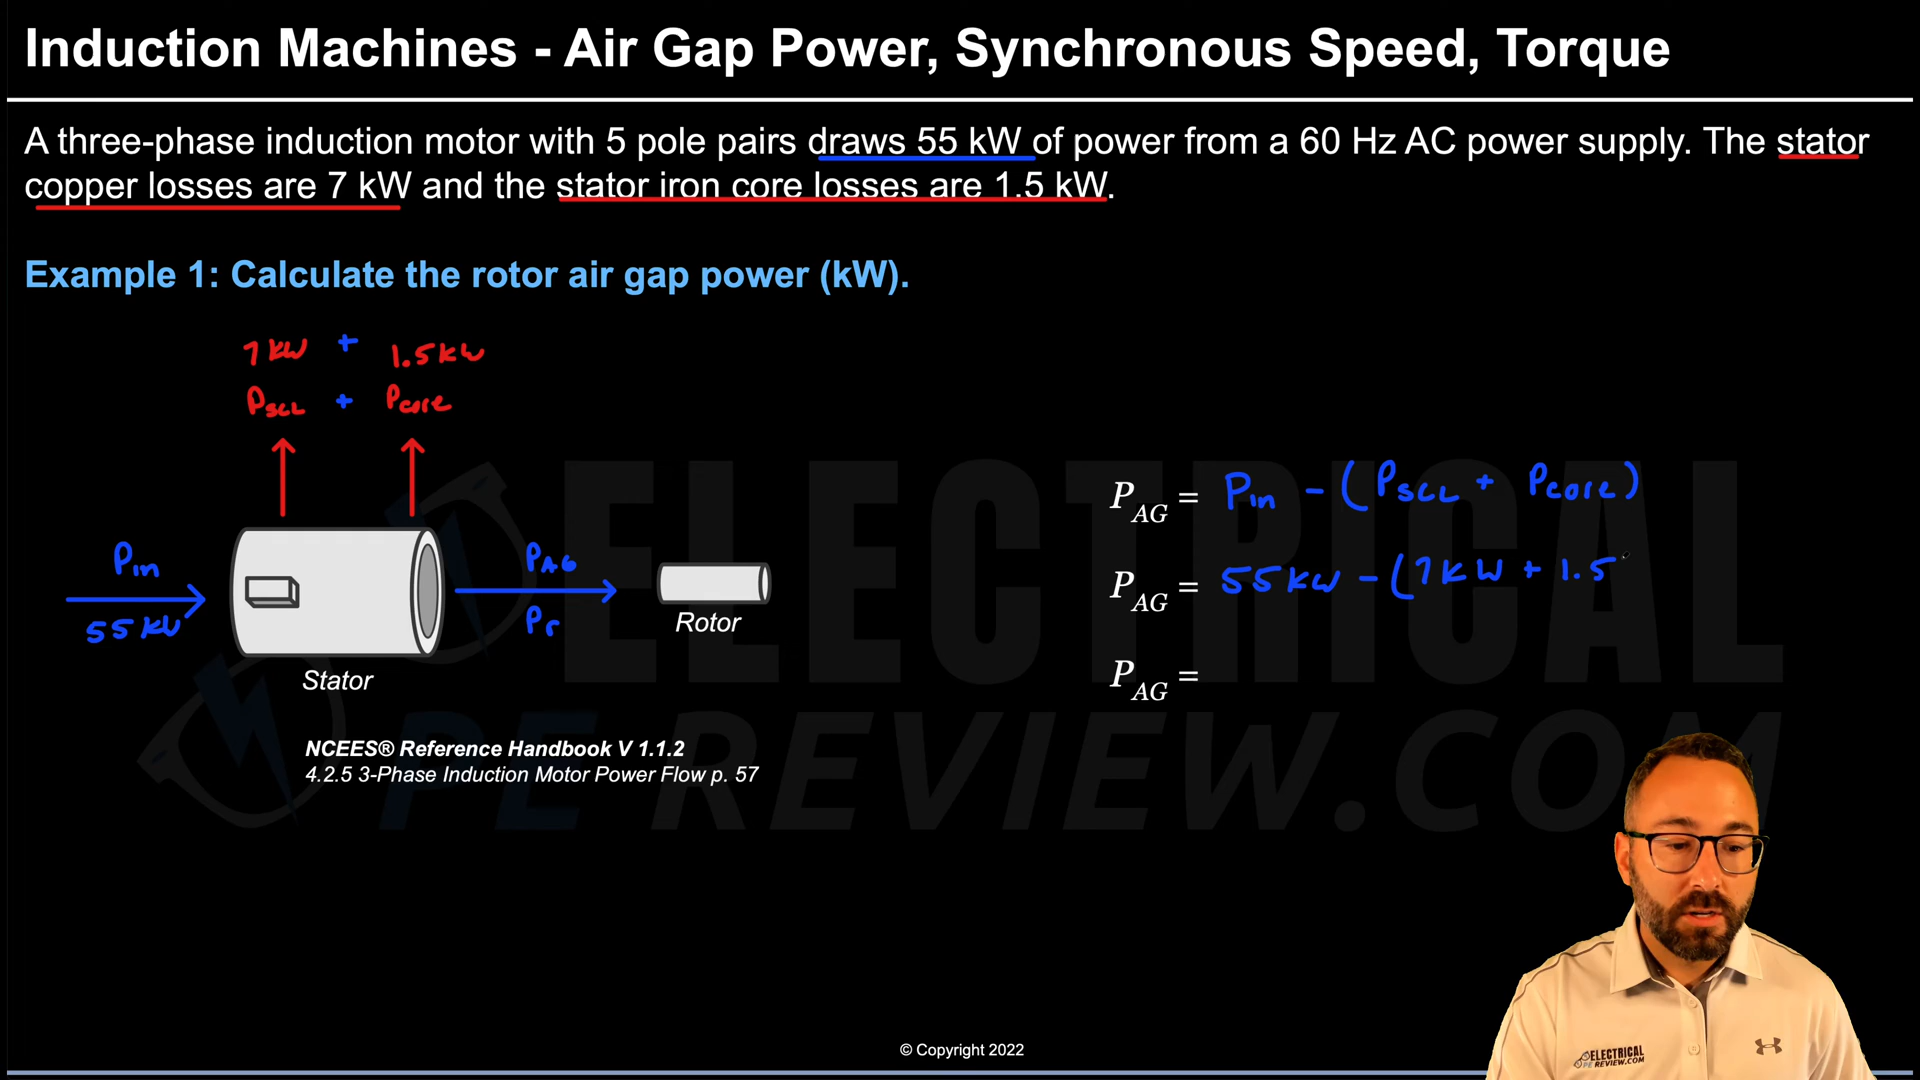 Induction Machines - Air Gap Power, Synchronous Speed, Torque
A three-phase induction motor with 5 pole pairs draws 55 kW of power from a 60 Hz AC power supply. The stator
copper losses are 7 kW and the stator iron core losses are 1.5 kW.
Example 1: Calculate the rotor air gap power (kW).
7 kW + 1.5 kW
PSCL + Pcore
Pin
55 kW
PAG
Pr
Stator
Rotor
NCEES® Reference Handbook V 1.1.2
4.2.5 3-Phase Induction Motor Power Flow p. 57
PAG = Pin - (PSCL + Pcore)
PAG = 55 kW - (7 kW + 1.5
PAG =
ELECTRICAL
PE REVIEW.COM
ELECTRICAL
PE REVIEW.COM
© Copyright 2022